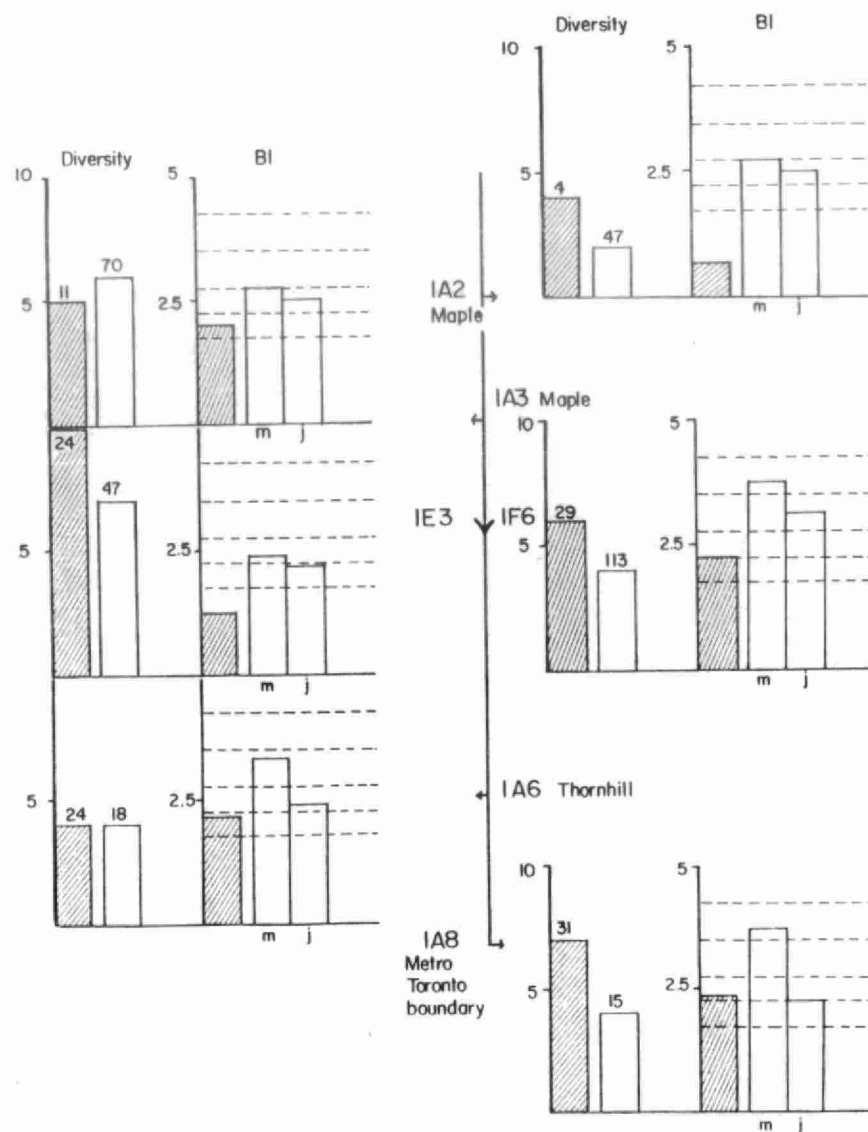 Diversity BI
10 5
5 2.5
4 47
m j
Diversity BI
10 5
5 2.5
11 70
m j
IA2
Maple
IA3 Maple
10 5
5 2.5
29 113
m j
24 47
5 2.5
m j
IE3 IF6
5 2.5
24 18
m j
IA6 Thornhill
IA8
Metro
Toronto
boundary
10 5
5 2.5
31 15
m j